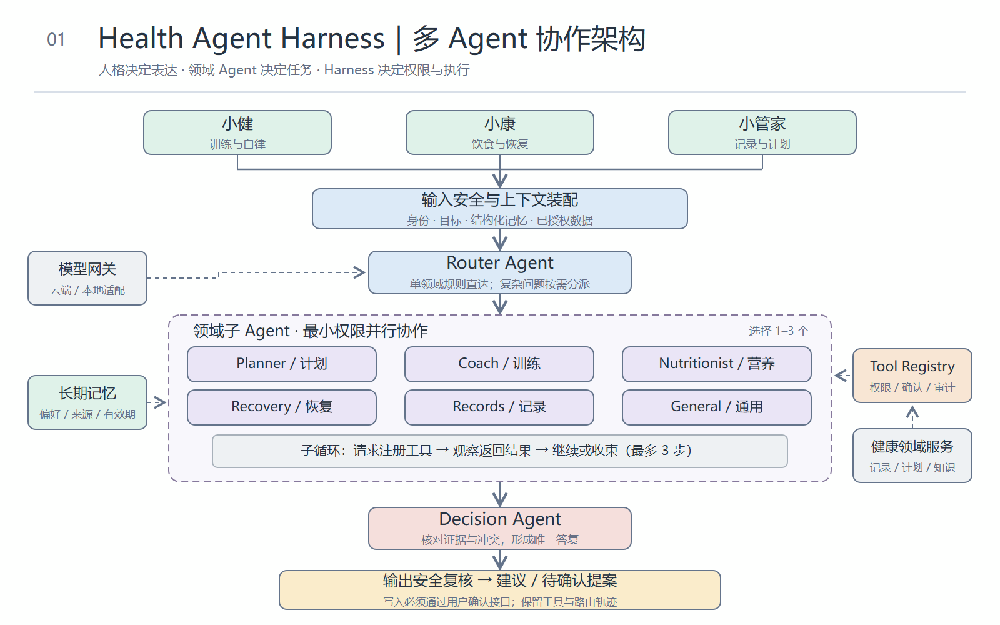 01
Health Agent Harness | 多 Agent 协作架构
人格决定表达 · 领域 Agent 决定任务 · Harness 决定权限与执行
小健
训练与自律
小康
饮食与恢复
小管家
记录与计划
输入安全与上下文装配
身份 · 目标 · 结构化记忆 · 已授权数据
模型网关
云端 / 本地适配
Router Agent
单领域规则直达；复杂问题按需分派
领域子 Agent · 最小权限并行协作
选择 1–3 个
Planner / 计划
Coach / 训练
Nutritionist / 营养
Recovery / 恢复
Records / 记录
General / 通用
子循环：请求注册工具 → 观察返回结果 → 继续或收束（最多 3 步）
长期记忆
偏好 / 来源 / 有效期
Tool Registry
权限 / 确认 / 审计
健康领域服务
记录 / 计划 / 知识
Decision Agent
核对证据与冲突，形成唯一答复
输出安全复核 → 建议 / 待确认提案
写入必须通过用户确认接口；保留工具与路由轨迹